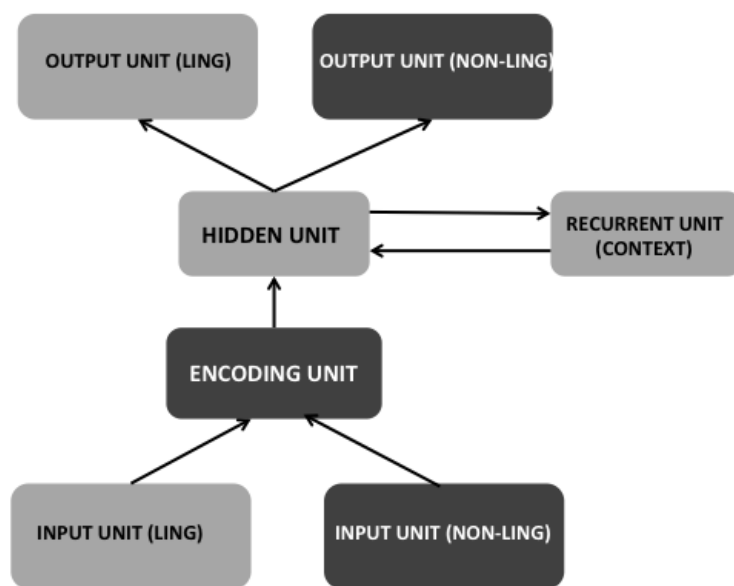 OUTPUT UNIT (LING)
OUTPUT UNIT (NON-LING)
HIDDEN UNIT
RECURRENT UNIT
(CONTEXT)
ENCODING UNIT
INPUT UNIT (LING)
INPUT UNIT (NON-LING)